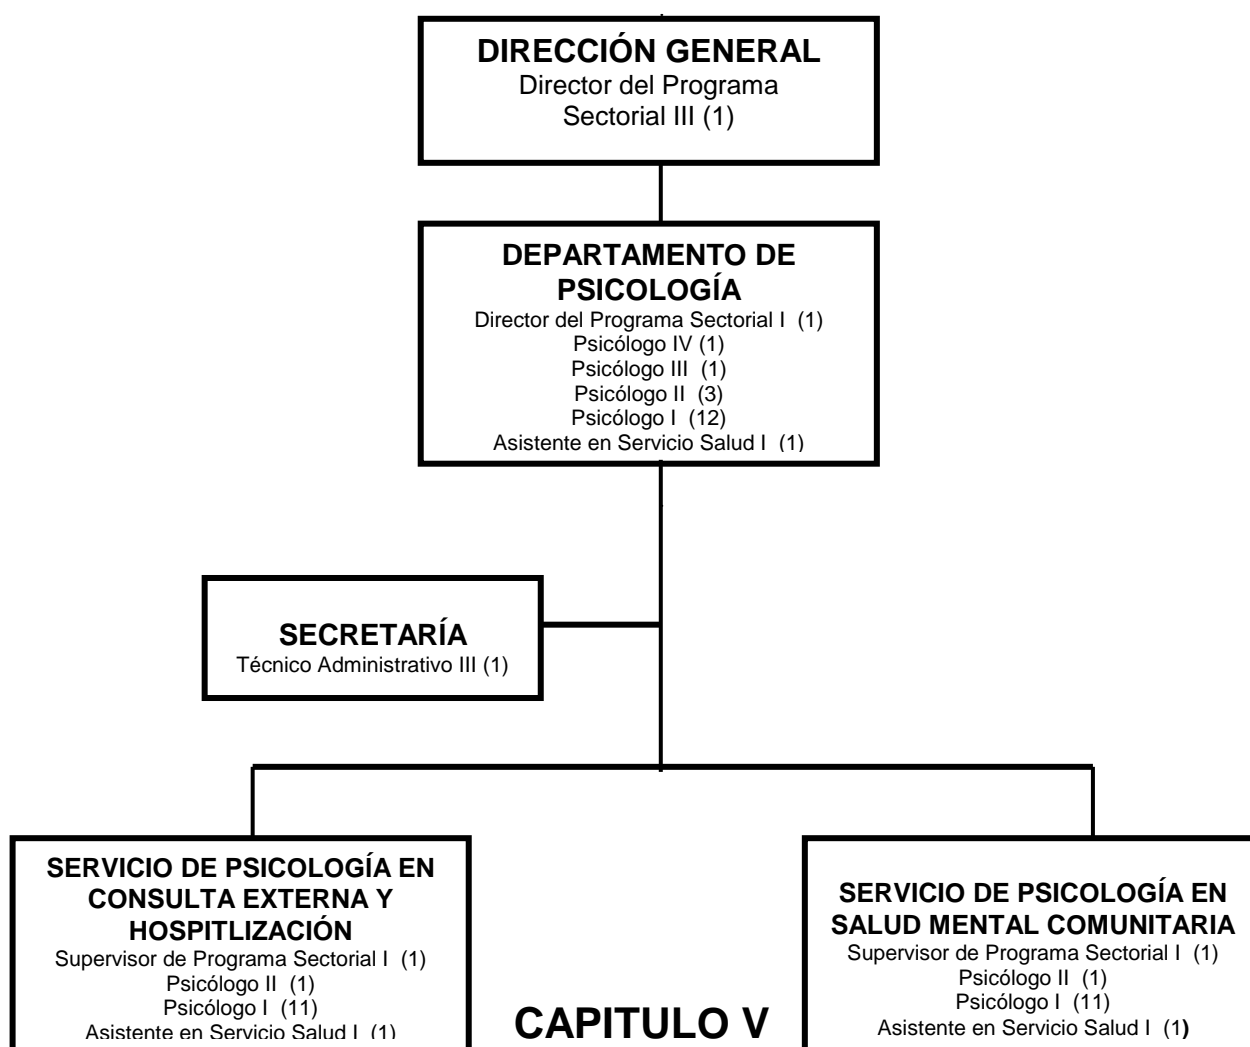 DIRECCIÓN GENERAL
Director del Programa
Sectorial III (1)
DEPARTAMENTO DE
PSICOLOGÍA
Director del Programa Sectorial I (1)
Psicólogo IV (1)
Psicólogo III (1)
Psicólogo II (3)
Psicólogo I (12)
Asistente en Servicio Salud I (1)
SECRETARÍA
Técnico Administrativo III (1)
SERVICIO DE PSICOLOGÍA EN
CONSULTA EXTERNA Y
HOSPITLIZACIÓN
Supervisor de Programa Sectorial I (1)
Psicólogo II (1)
Psicólogo I (11)
Asistente en Servicio Salud I (1)
SERVICIO DE PSICOLOGÍA EN
SALUD MENTAL COMUNITARIA
Supervisor de Programa Sectorial I (1)
Psicólogo II (1)
Psicólogo I (11)
Asistente en Servicio Salud I (1)
CAPITULO V